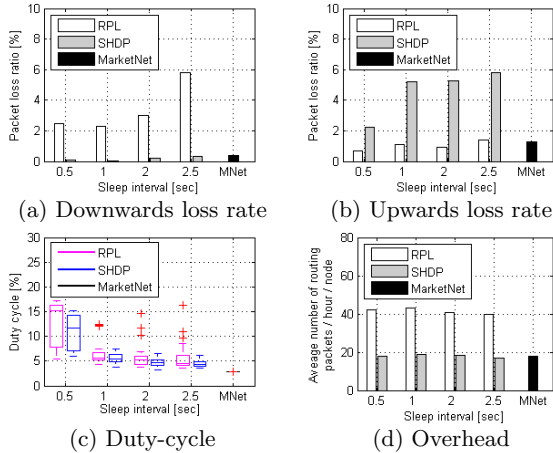 Packet loss ratio [%]
10
8
6
4
2
0
RPL
SHDP
MarketNet
0.5 1 2 2.5 MNet
Sleep interval [sec]
(a) Downwards loss rate
Packet loss ratio [%]
10
8
6
4
2
0
RPL
SHDP
MarketNet
0.5 1 2 2.5 MNet
Sleep interval [sec]
(b) Upwards loss rate
Duty cycle [%]
30
25
20
15
10
5
0
RPL
SHDP
MarketNet
0.5 1 2 2.5 MNet
Sleep interval [sec]
(c) Duty-cycle
Average number of routing
packets / hour / node
80
60
40
20
0
RPL
SHDP
MarketNet
0.5 1 2 2.5 MNet
Sleep interval [sec]
(d) Overhead